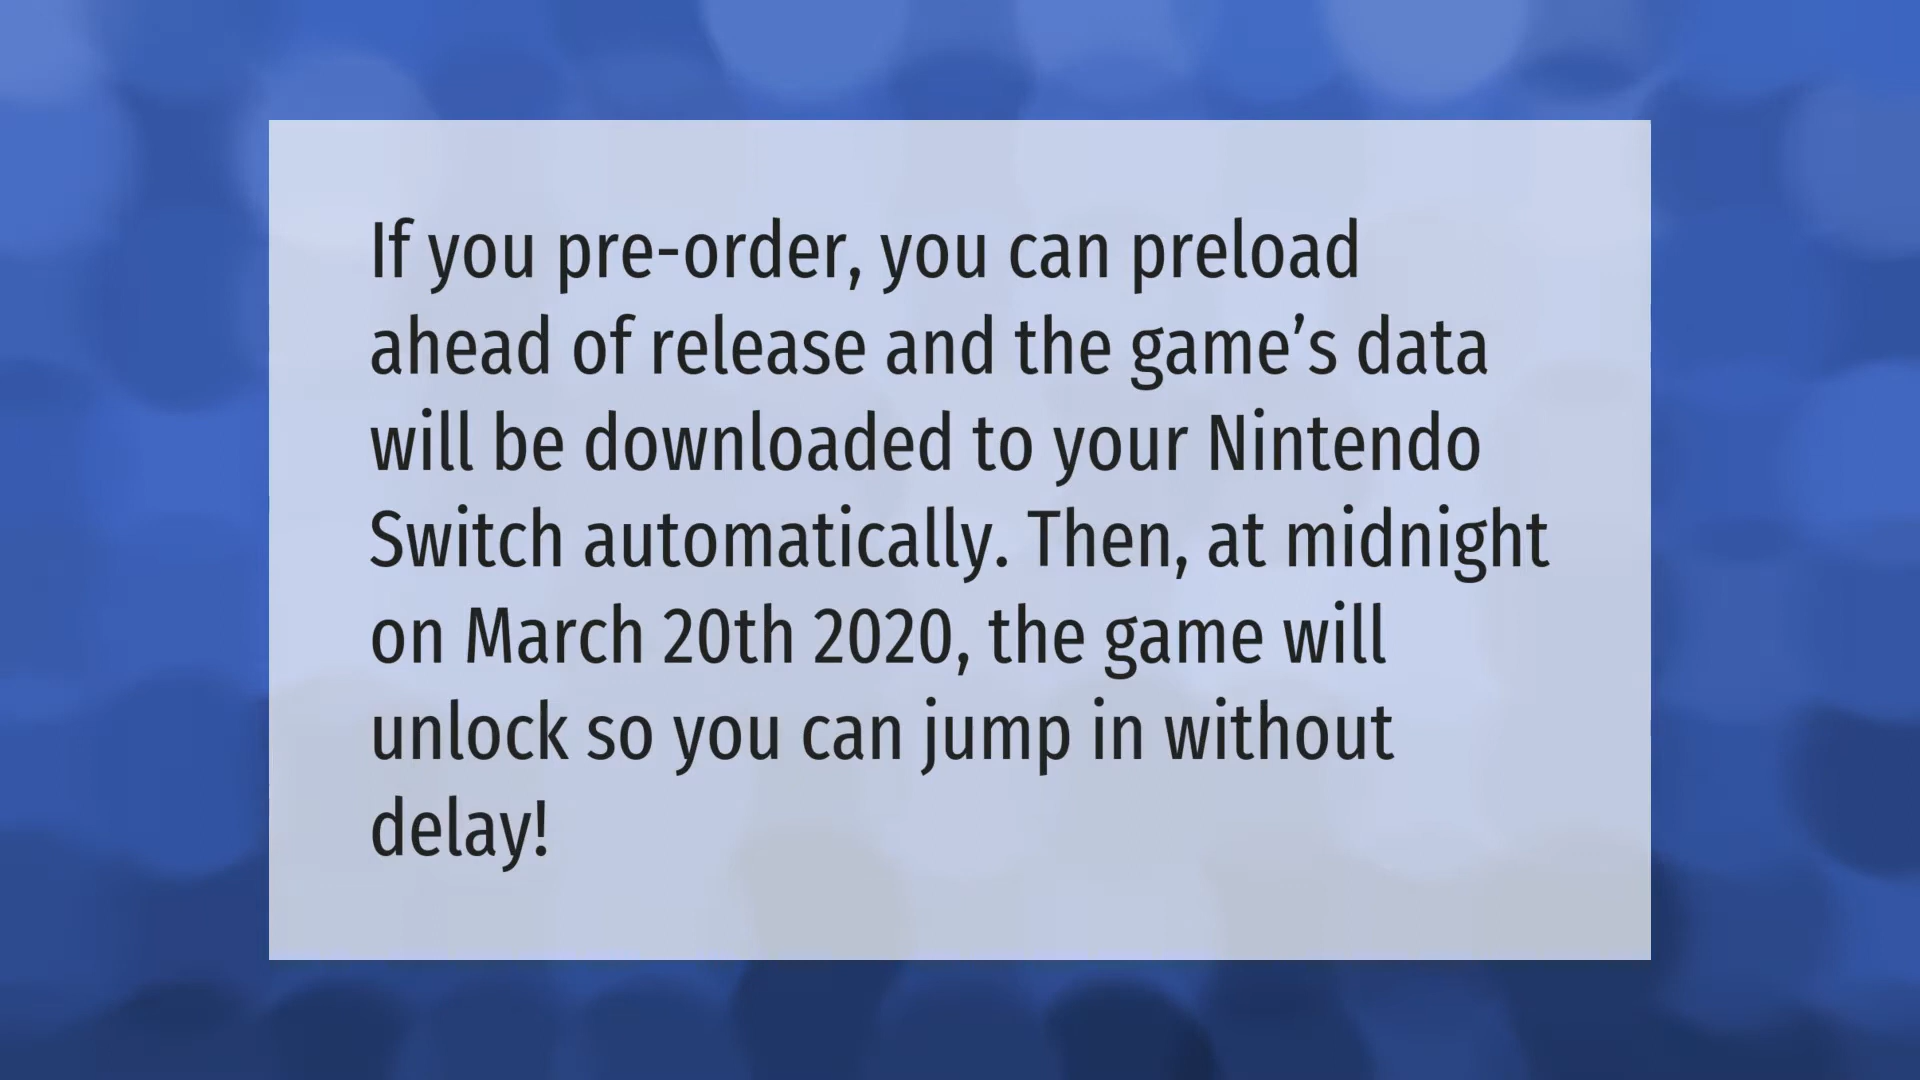 If you pre-order, you can preload
ahead of release and the game’s data
will be downloaded to your Nintendo
Switch automatically. Then, at midnight
on March 20th 2020, the game will
unlock so you can jump in without
delay!